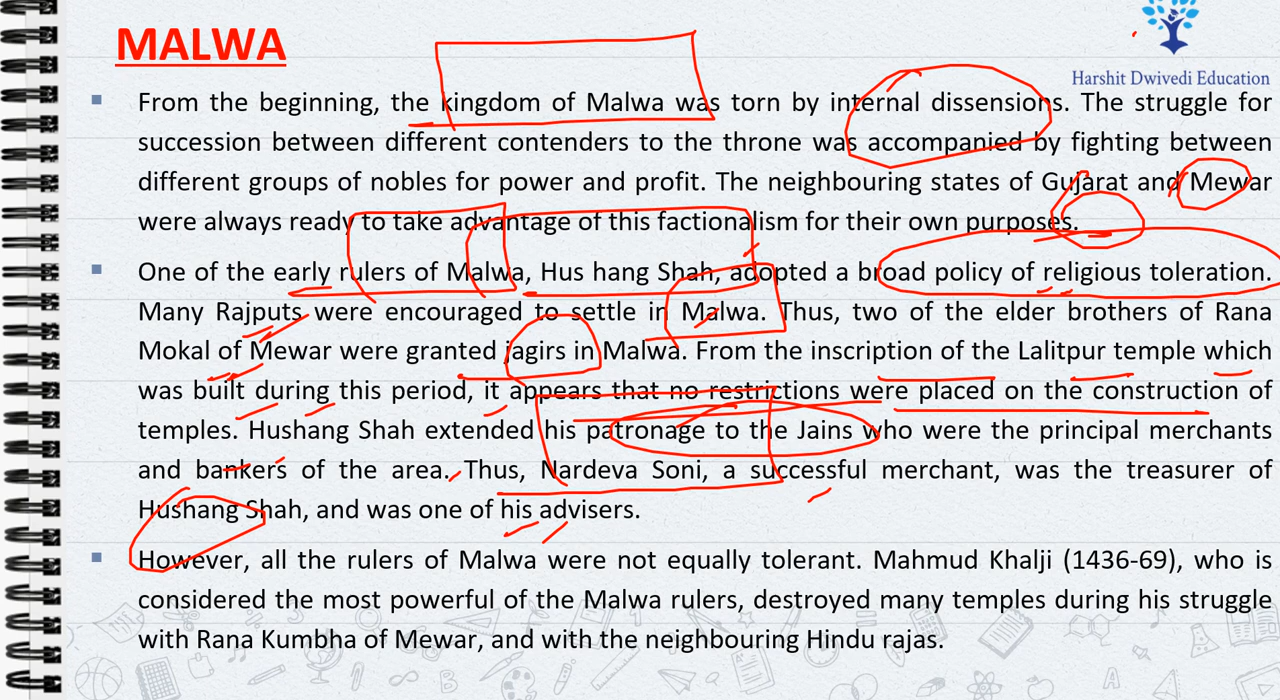 MALWA
Harshit Dwivedi Education
From the beginning, the kingdom of Malwa was torn by internal dissensions. The struggle for
succession between different contenders to the throne was accompanied by fighting between
different groups of nobles for power and profit. The neighbouring states of Gujarat and Mewar
were always ready to take advantage of this factionalism for their own purposes.
One of the early rulers of Malwa, Hus hang Shah, adopted a broad policy of religious toleration.
Many Rajputs were encouraged to settle in Malwa. Thus, two of the elder brothers of Rana
Mokal of Mewar were granted jagirs in Malwa. From the inscription of the Lalitpur temple which
was built during this period, it appears that no restrictions were placed on the construction of
temples. Hushang Shah extended his patronage to the Jains who were the principal merchants
and bankers of the area. Thus, Nardeva Soni, a successful merchant, was the treasurer of
Hushang Shah, and was one of his advisers.
However, all the rulers of Malwa were not equally tolerant. Mahmud Khalji (1436-69), who is
considered the most powerful of the Malwa rulers, destroyed many temples during his struggle
with Rana Kumbha of Mewar, and with the neighbouring Hindu rajas.